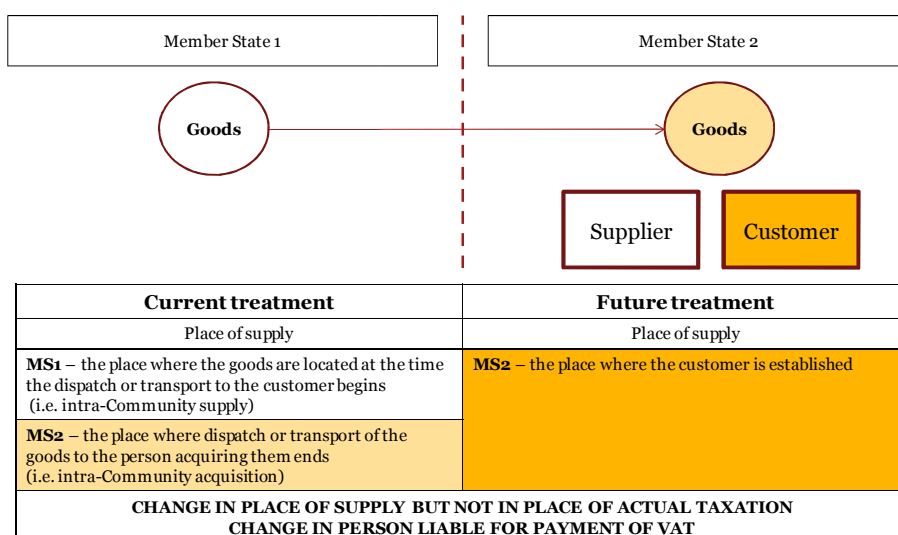 Member State 1
Member State 2
Goods
Goods
Supplier
Customer
Current treatment
Future treatment
Place of supply
Place of supply
MS1 – the place where the goods are located at the time
the dispatch or transport to the customer begins
(i.e. intra-Community supply)
MS2 – the place where the customer is established
MS2 – the place where dispatch or transport of the
goods to the person acquiring them ends
(i.e. intra-Community acquisition)
CHANGE IN PLACE OF SUPPLY BUT NOT IN PLACE OF ACTUAL TAXATION
CHANGE IN PERSON LIABLE FOR PAYMENT OF VAT